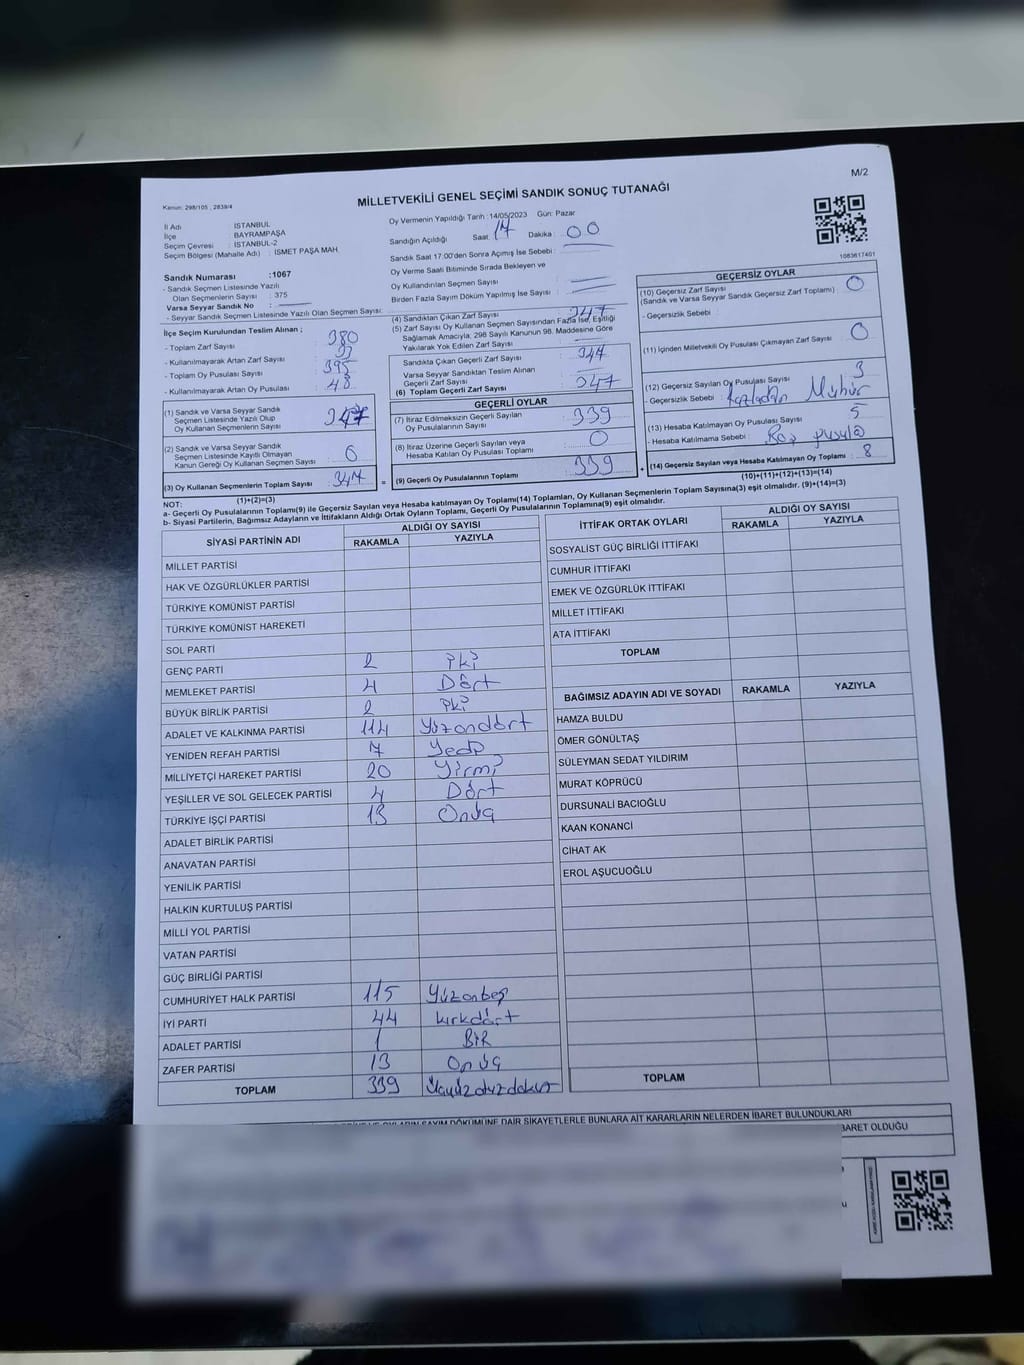 M/2
Kanun: 298/105 ; 2839/4
MİLLETVEKİLİ GENEL SEÇİMİ SANDIK SONUÇ TUTANAĞI
İl Adı : İSTANBUL
İlçe : BAYRAMPAŞA
Seçim Çevresi : İSTANBUL-2
Seçim Bölgesi (Mahalle Adı) : İSMET PAŞA MAH.
Sandık Numarası :1067
- Sandık Seçmen Listesinde Yazılı
Olan Seçmenlerin Sayısı : 375
Varsa Seyyar Sandık No :
- Seyyar Sandık Seçmen Listesinde Yazılı Olan Seçmen Sayısı:
Oy Vermenin Yapıldığı Tarih : 14/05/2023 Gün: Pazar
Sandığın Açıldığı Saat: 17 Dakika : 00
Sandık Saat 17:00'den Sonra Açımış İse Sebebi :
Oy Verme Saati Bitiminde Sırada Bekleyen ve
Oy Kullandırılan Seçmen Sayısı :
Birden Fazla Sayım Döküm Yapılmış İse Sayısı :
1083617401
İlçe Seçim Kurulundan Teslim Alınan ;
- Toplam Zarf Sayısı : 380
- Kullanılmayarak Artan Zarf Sayısı :
- Toplam Oy Pusulası Sayısı : 395
- Kullanılmayarak Artan Oy Pusulası : 48
(1) Sandık ve Varsa Seyyar Sandık
Seçmen Listesinde Yazılı Olup
Oy Kullanan Seçmenlerin Sayısı : 347
(2) Sandık ve Varsa Seyyar Sandık
Seçmen Listesinde Kayıtlı Olmayan
Kanun Gereği Oy Kullanan Seçmen Sayısı : 0
(3) Oy Kullanan Seçmenlerin Toplam Sayısı : 347
(1)+(2)=(3)
(4) Sandıktan Çıkan Zarf Sayısı : 347
(5) Zarf Sayısı Oy Kullanan Seçmen Sayısından Fazla İse, Eşitliği
Sağlamak Amacıyla, 298 Sayılı Kanunun 98. Maddesine Göre
Yakılarak Yok Edilen Zarf Sayısı :
Sandıkta Çıkan Geçerli Zarf Sayısı : 347
Varsa Seyyar Sandıktan Teslim Alınan
Geçerli Zarf Sayısı :
(6) Toplam Geçerli Zarf Sayısı : 347
GEÇERLİ OYLAR
(7) İtiraz Edilmeksizin Geçerli Sayılan
Oy Pusulalarının Sayısı : 339
(8) İtiraz Üzerine Geçerli Sayılan veya
Hesaba Katılan Oy Pusulası Toplamı : 0
(9) Geçerli Oy Pusulalarının Toplamı : 339
GEÇERSİZ OYLAR
(10) Geçersiz Zarf Sayısı : 0
(Sandık ve Varsa Seyyar Sandık Geçersiz Zarf Toplamı)
- Geçersizlik Sebebi :
(11) İçinden Milletvekili Oy Pusulası Çıkmayan Zarf Sayısı : 0
(12) Geçersiz Sayılan Oy Pusulası Sayısı : 3
- Geçersizlik Sebebi : Fazladan Mühür
(13) Hesaba Katılmayan Oy Pusulası Sayısı : 5
- Hesaba Katılmama Sebebi : Boş pusula
(14) Geçersiz Sayılan veya Hesaba Katılmayan Oy Toplamı : 8
(10)+(11)+(12)+(13)=(14)
NOT:
a- Geçerli Oy Pusulalarının Toplamı(9) ile Geçersiz Sayılan veya Hesaba katılmayan Oy Toplamı(14) Toplamları, Oy Kullanan Seçmenlerin Toplam Sayısına(3) eşit olmalıdır. (9)+(14)=(3)
b- Siyasi Partilerin, Bağımsız Adayların ve İttifakların Aldığı Ortak Oyların Toplamı, Geçerli Oy Pusulalarının Toplamına(9) eşit olmalıdır.
SİYASİ PARTİNİN ADI ALDIĞI OY SAYISI
RAKAMLA YAZIYLA
MİLLET PARTİSİ
HAK VE ÖZGÜRLÜKLER PARTİSİ
TÜRKİYE KOMÜNİST PARTİSİ
TÜRKİYE KOMÜNİST HAREKETİ
SOL PARTİ
GENÇ PARTİ 2 iki
MEMLEKET PARTİSİ 4 Dört
BÜYÜK BİRLİK PARTİSİ 2 iki
ADALET VE KALKINMA PARTİSİ 114 Yüzondört
YENİDEN REFAH PARTİSİ 7 Yedi
MİLLİYETÇİ HAREKET PARTİSİ 20 Yirmi
YEŞİLLER VE SOL GELECEK PARTİSİ 4 Dört
TÜRKİYE İŞÇİ PARTİSİ 13 Onüç
ADALET BİRLİK PARTİSİ
ANAVATAN PARTİSİ
YENİLİK PARTİSİ
HALKIN KURTULUŞ PARTİSİ
MİLLİ YOL PARTİSİ
VATAN PARTİSİ
GÜÇ BİRLİĞİ PARTİSİ
CUMHURİYET HALK PARTİSİ 115 Yüzonbeş
İYİ PARTİ 44 kırkdört
ADALET PARTİSİ 1 BİR
ZAFER PARTİSİ 13 Onüç
TOPLAM 339 Üçyüzotuzdokuz
İTTİFAK ORTAK OYLARI ALDIĞI OY SAYISI
RAKAMLA YAZIYLA
SOSYALİST GÜÇ BİRLİĞİ İTTİFAKI
CUMHUR İTTİFAKI
EMEK VE ÖZGÜRLÜK İTTİFAKI
MİLLET İTTİFAKI
ATA İTTİFAKI
TOPLAM
BAĞIMSIZ ADAYIN ADI VE SOYADI RAKAMLA YAZIYLA
HAMZA BULDU
ÖMER GÖNÜLTAŞ
SÜLEYMAN SEDAT YILDIRIM
MURAT KÖPRÜCÜ
DURSUNALİ BACIOĞLU
KAAN KONANCİ
CİHAT AK
EROL AŞUCUOĞLU
TOPLAM
OYLARIN SAYIM DÖKÜMÜNE DAİR ŞİKAYETLERLE BUNLARA AİT KARARLARIN NELERDEN İBARET BULUNDUKLARI
BARET OLDUĞU